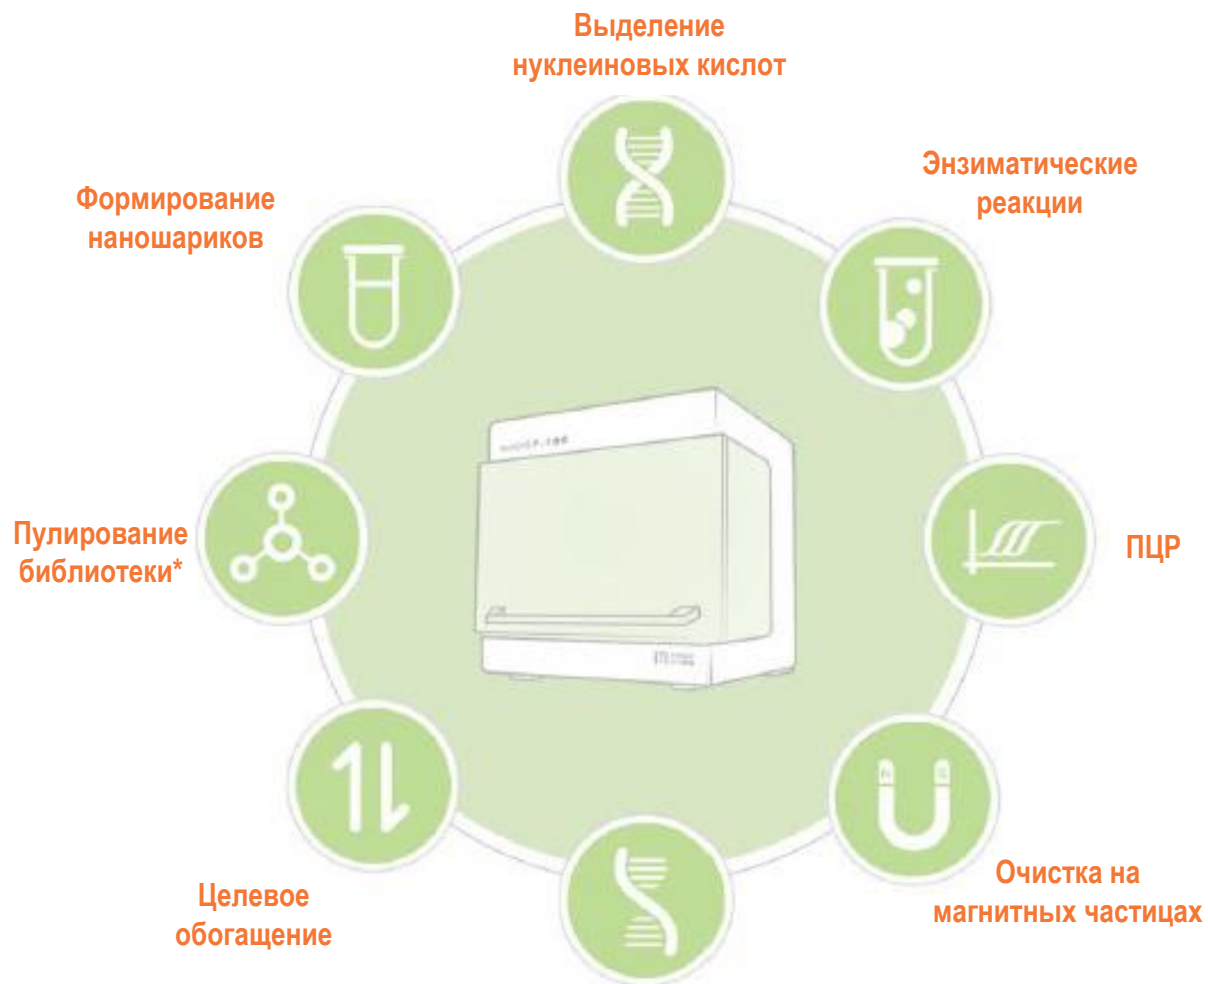 Выделение
нуклеиновых кислот
Энзиматические
реакции
Формирование
наношариков
Пулирование
библиотеки*
ПЦР
Целевое
обогащение
Очистка на
магнитных частицах